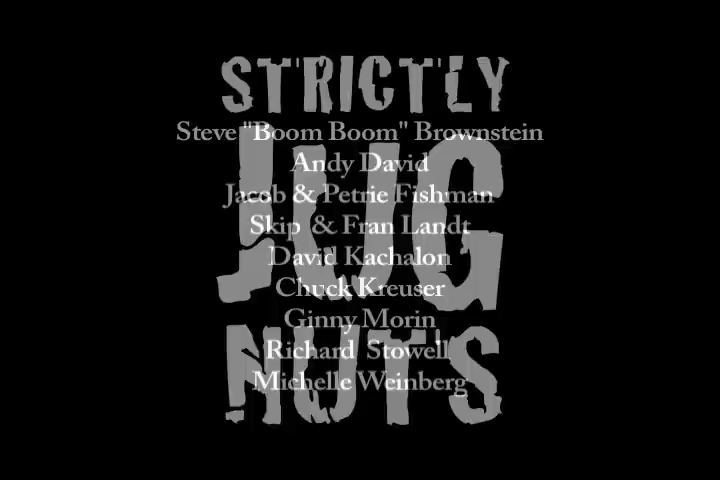 STRICTLY
Steve "Boom Boom" Brownstein
Andy David
Jacob & Petrie Fishman
JUG
Skip & Fran Landt
David Kachalon
Chuck Kreuser
Ginny Morin
NUTS
Richard Stowell
Michelle Weinberg